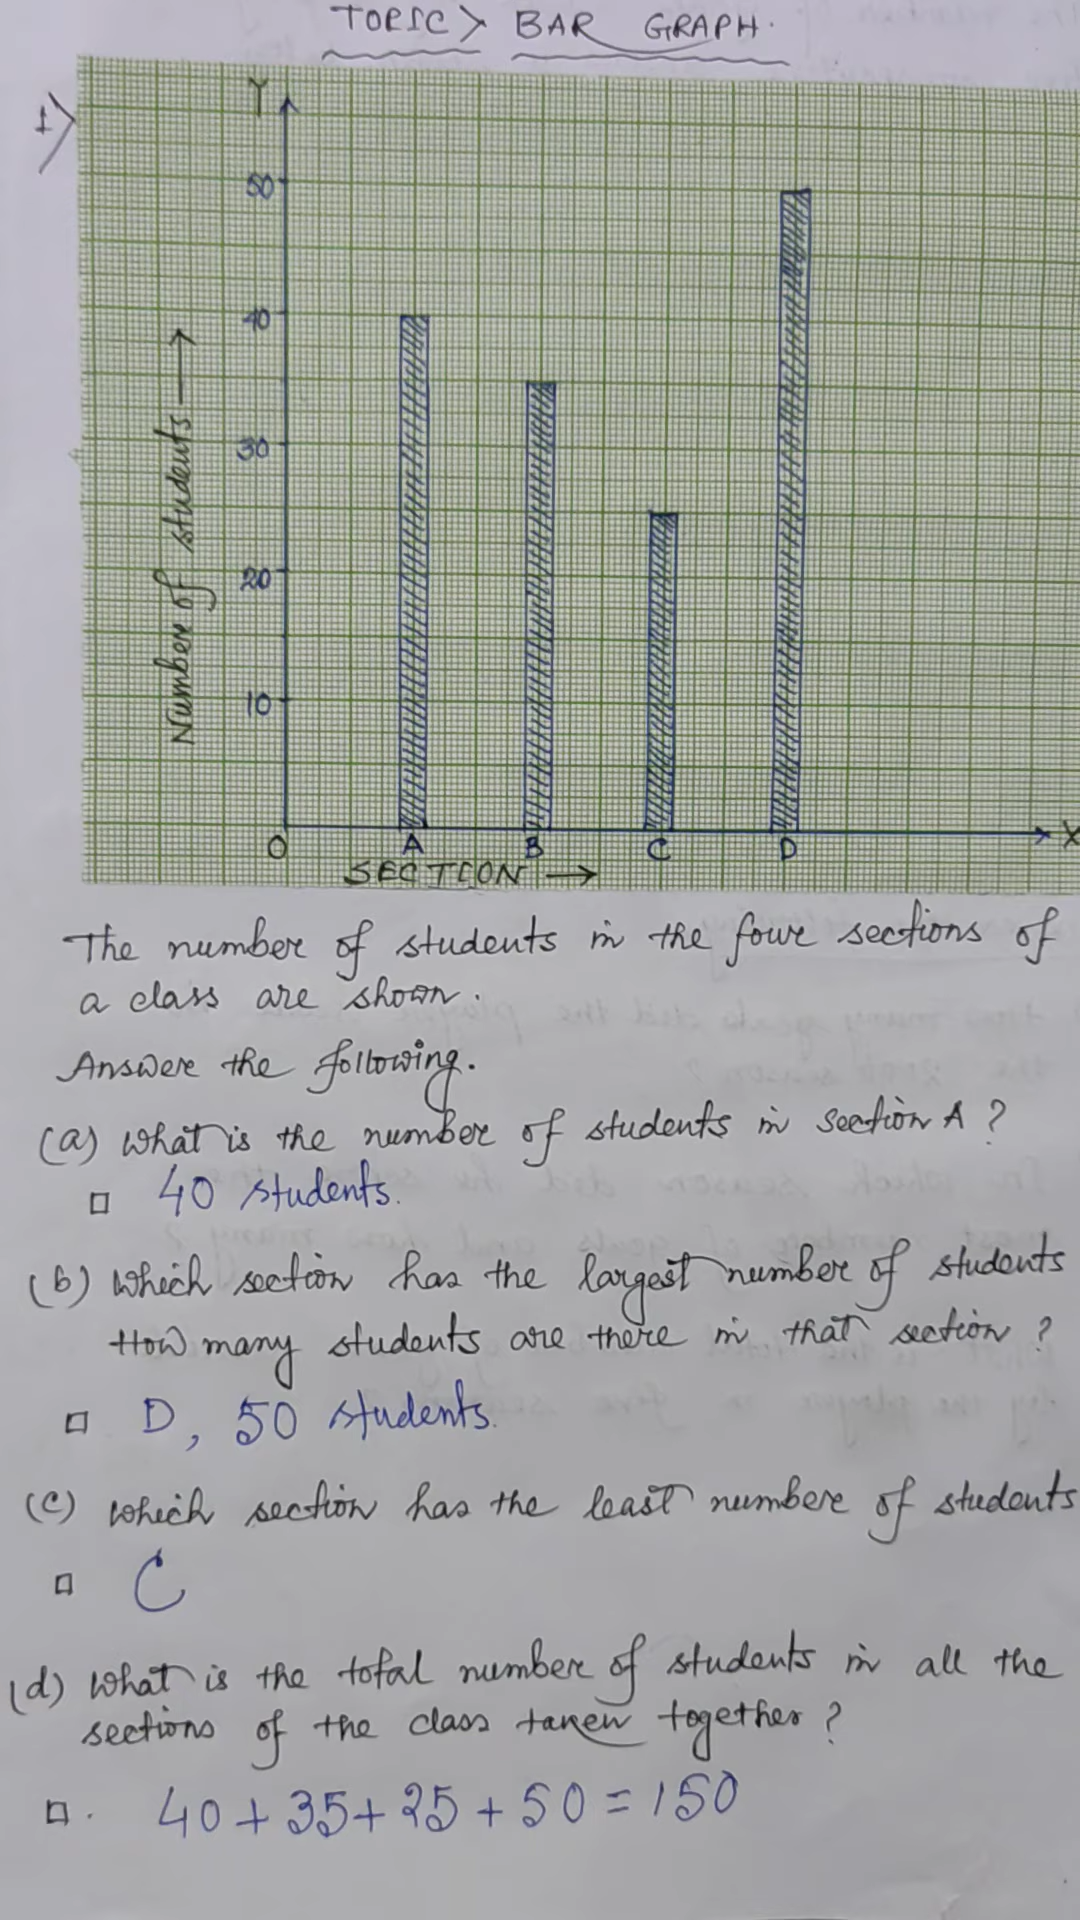 TOPIC > BAR GRAPH.
1)
Y
50
40
30
20
10
Number of students →
O A B C D X
SECTION →
The number of students in the four sections of
a class are shown.
Answer the following.
(a) What is the number of students in section A ?
40 students.
(b) Which section has the largest number of students
How many students are there in that section ?
D, 50 students.
(c) Which section has the least number of students
C
(d) What is the total number of students in all the
sections of the class taken together ?
40 + 35 + 25 + 50 = 150